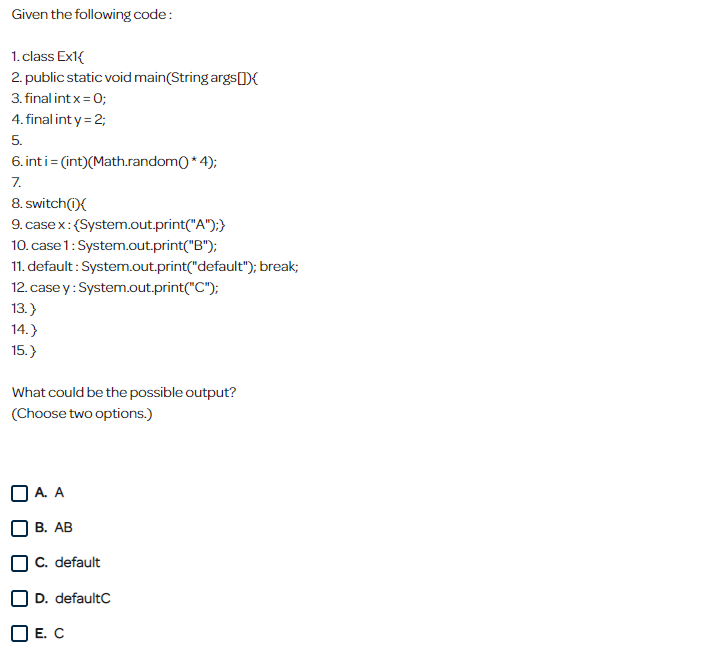 Given the following code :
1. class Ex1{
2. public static void main(String args[]){
3. final int x = 0;
4. final int y = 2;
5.
6. int i = (int)(Math.random() * 4);
7.
8. switch(i){
9. case x : {System.out.print("A");}
10. case 1 : System.out.print("B");
11. default : System.out.print("default"); break;
12. case y : System.out.print("C");
13. }
14. }
15. }
What could be the possible output?
(Choose two options.)
A. A
B. AB
C. default
D. defaultC
E. C